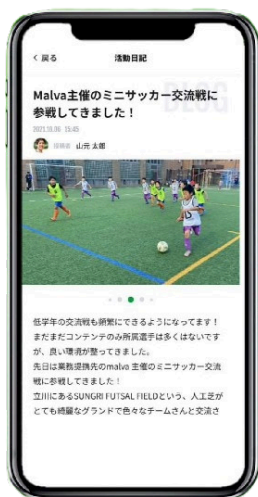 < 戻る
活動日記
BLOG
Malva主催のミニサッカー交流戦に
参戦してきました！
15:45
投稿者 山元 太郎
低学年の交流戦も頻繁にできるようになってます！
まだまだコンテンテのみ所属選手は多くはないです
が、良い環境が整ってきました。
先日は業務提携先のmalva 主催のミニサッカー交流
戦に参戦してきました！
立川にあるSUNGRI FUTSAL FIELDという、人工芝が
とても綺麗なグランドで色々なチームさんと交流さ